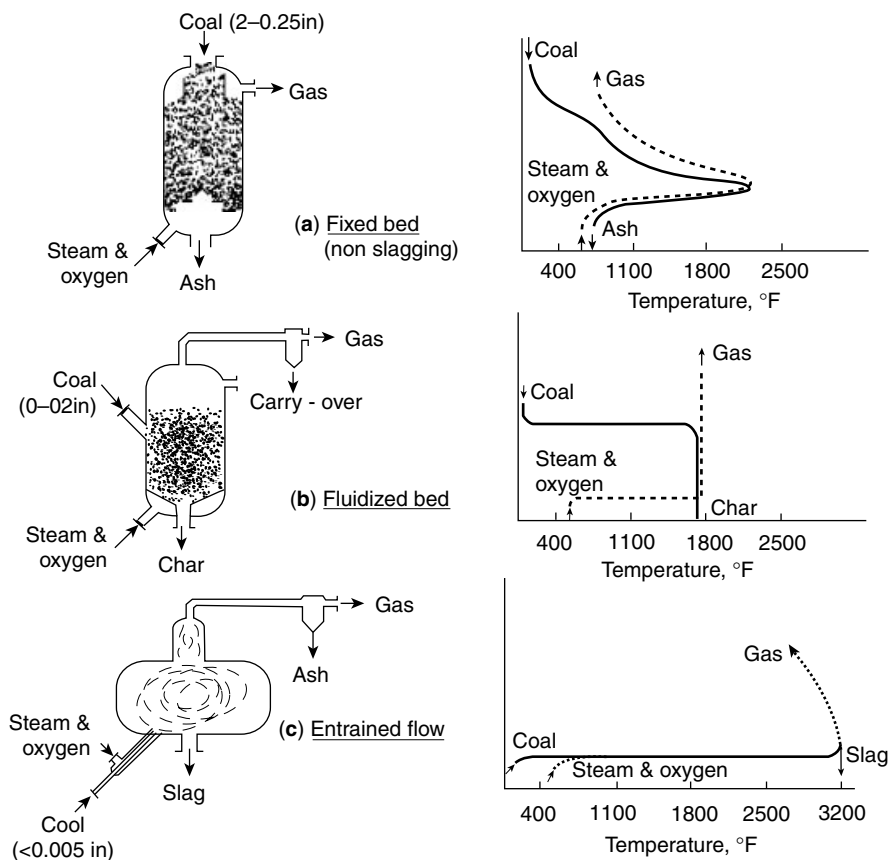 Coal (2–0.25in)
Gas
Steam &
oxygen
Ash
(a) Fixed bed
(non slagging)
Coal
Gas
Steam &
oxygen
Ash
400 1100 1800 2500
Temperature, °F
Coal
(0–02in)
Gas
Carry - over
Steam &
oxygen
Char
(b) Fluidized bed
Coal
Gas
Steam &
oxygen
Char
400 1100 1800 2500
Temperature, °F
Gas
Ash
Steam &
oxygen
(c) Entrained flow
Slag
Cool
(<0.005 in)
Gas
Coal
Steam & oxygen
Slag
400 1100 1800 2500 3200
Temperature, °F